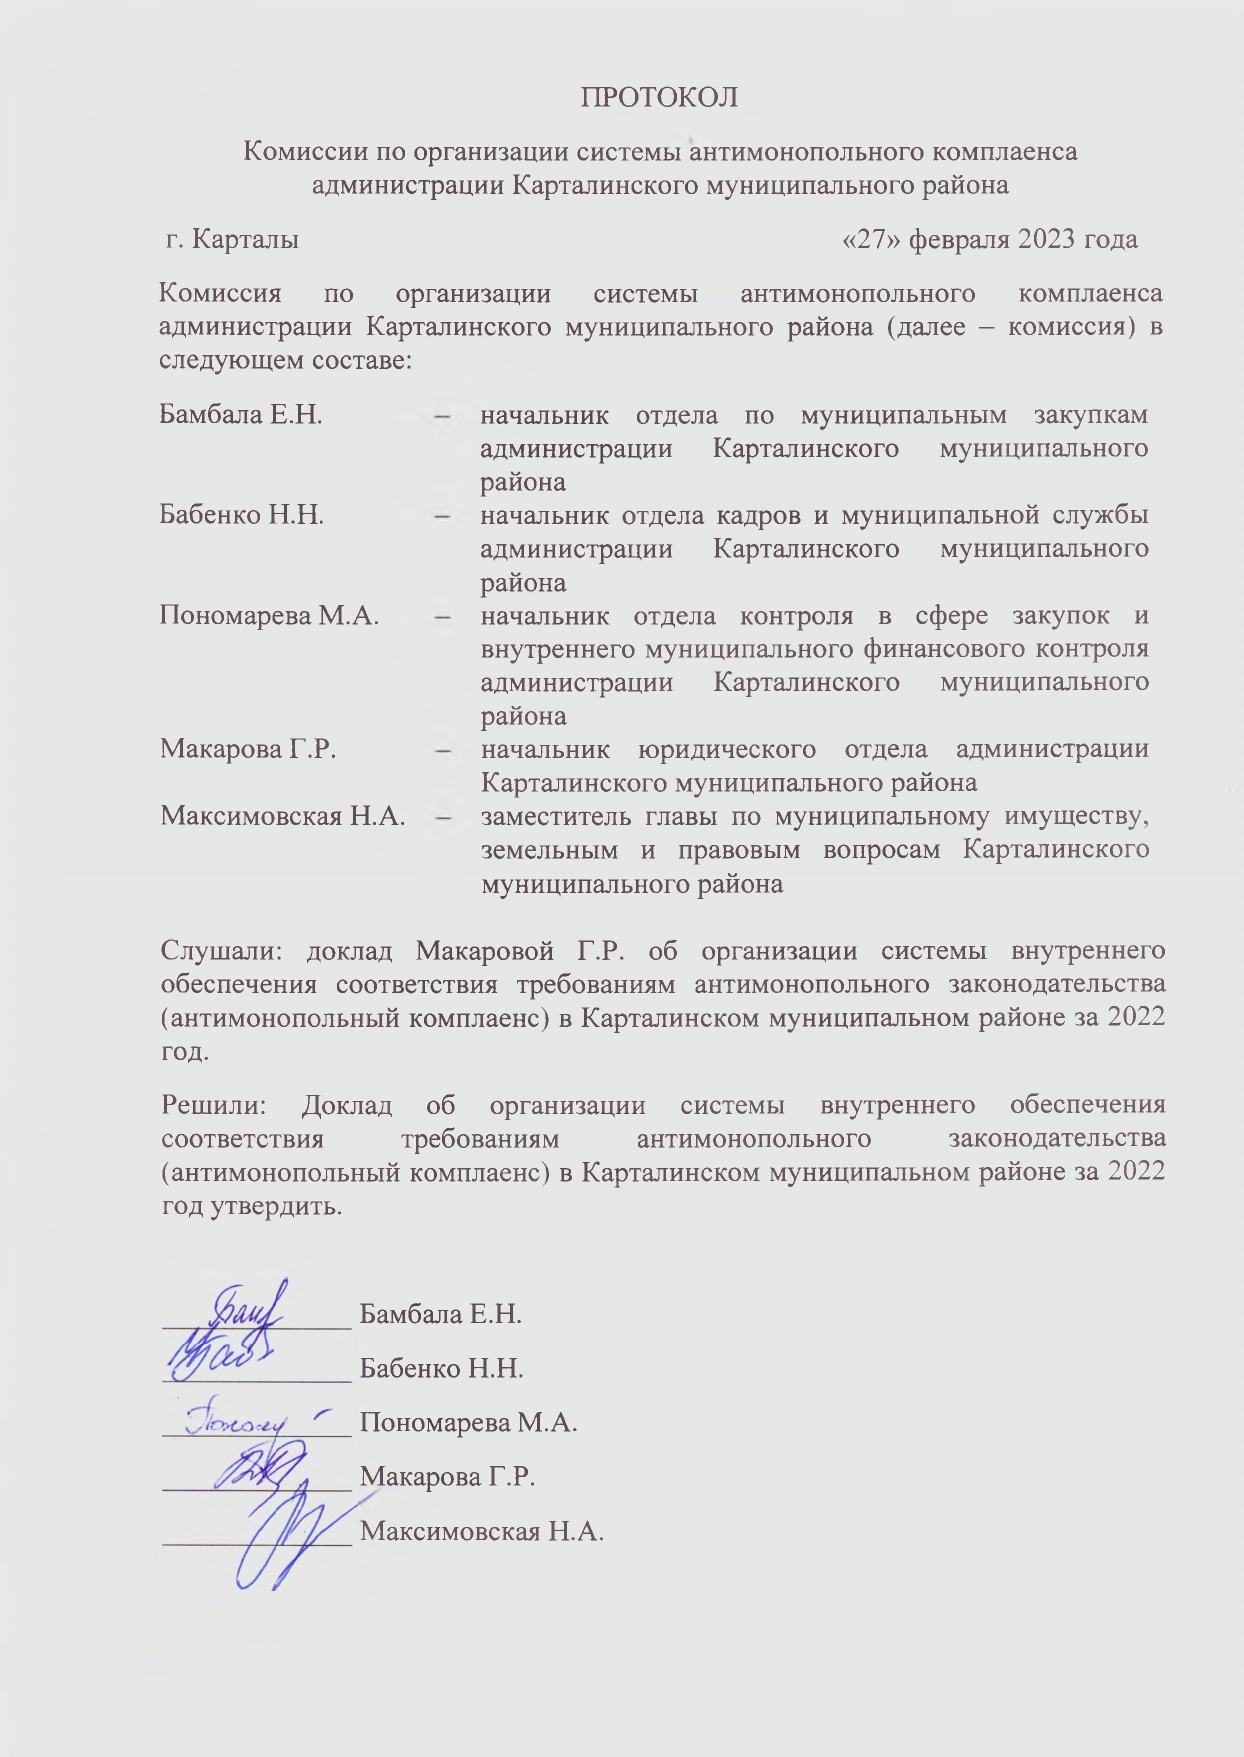 ПРОТОКОЛ
Комиссии по организации системы антимонопольного комплаенса
администрации Карталинского муниципального района
г. Карталы «27» февраля 2023 года
Комиссия по организации системы антимонопольного комплаенса
администрации Карталинского муниципального района (далее – комиссия) в
следующем составе:
Бамбала Е.Н. – начальник отдела по муниципальным закупкам
администрации Карталинского муниципального
района
Бабенко Н.Н. – начальник отдела кадров и муниципальной службы
администрации Карталинского муниципального
района
Пономарева М.А. – начальник отдела контроля в сфере закупок и
внутреннего муниципального финансового контроля
администрации Карталинского муниципального
района
Макарова Г.Р. – начальник юридического отдела администрации
Карталинского муниципального района
Максимовская Н.А. – заместитель главы по муниципальному имуществу,
земельным и правовым вопросам Карталинского
муниципального района
Слушали: доклад Макаровой Г.Р. об организации системы внутреннего
обеспечения соответствия требованиям антимонопольного законодательства
(антимонопольный комплаенс) в Карталинском муниципальном районе за 2022
год.
Решили: Доклад об организации системы внутреннего обеспечения
соответствия требованиям антимонопольного законодательства
(антимонопольный комплаенс) в Карталинском муниципальном районе за 2022
год утвердить.
Бамбала Е.Н.
Бабенко Н.Н.
Пономарева М.А.
Макарова Г.Р.
Максимовская Н.А.